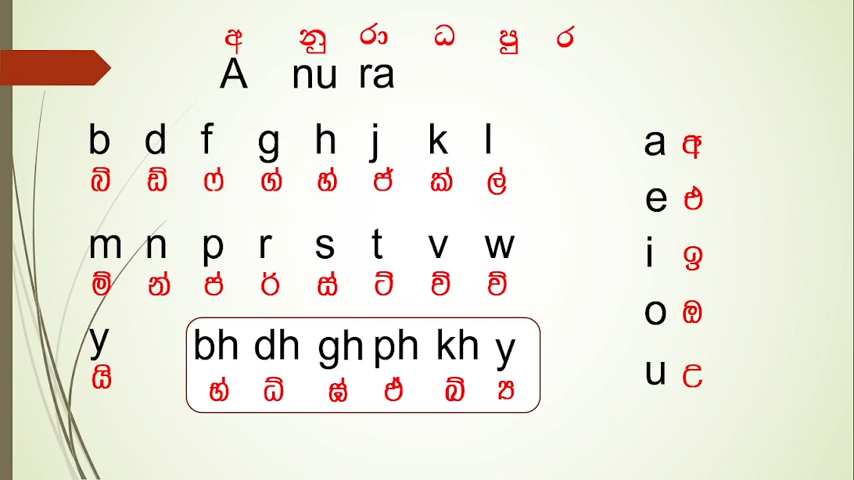 අ නු රා ධ පු ර
A nu ra
b d f g h j k l
බ් ඩ් ෆ් ග් හ් ජ් ක් ල්
m n p r s t v w
ම් න් ප් ර් ස් ට් ව් ව්
y
යි
bh dh gh ph kh y
භ් ධ් ඝ් ඵ් ඛ් ඍ
a අ
e එ
i ඉ
o ඔ
u උ